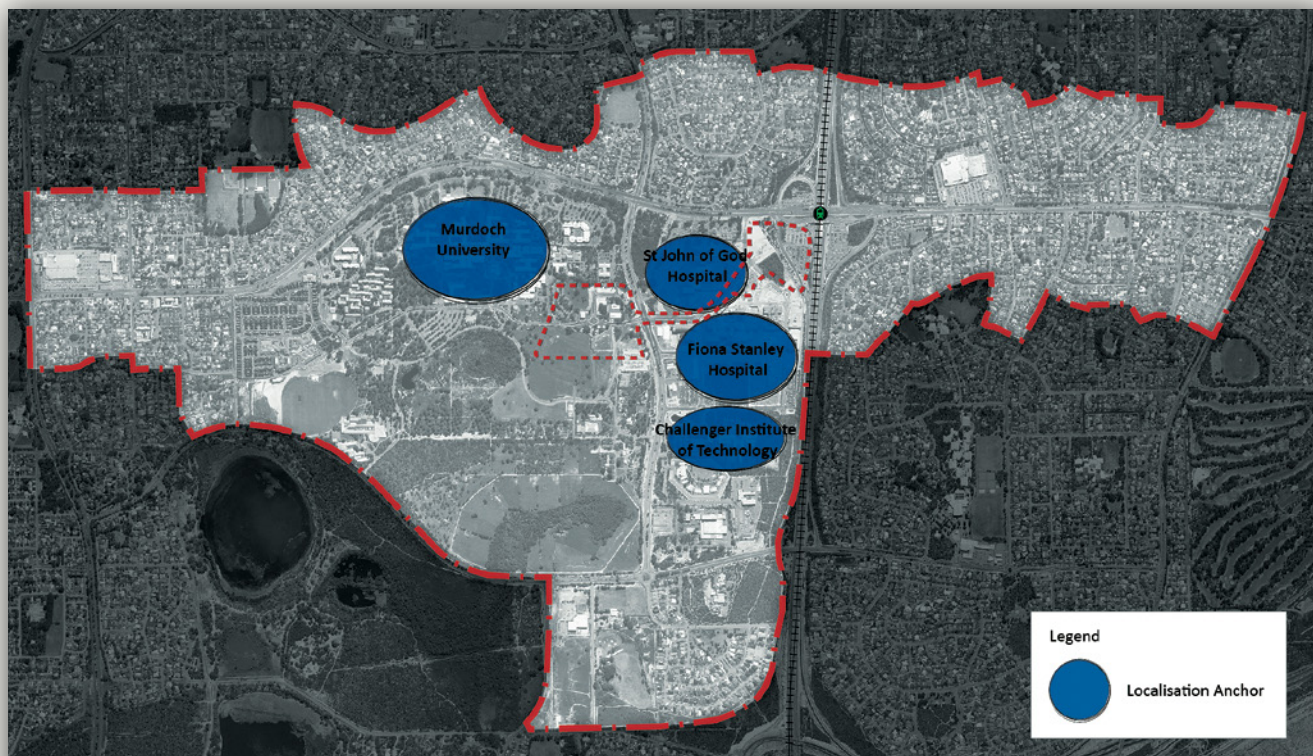 Murdoch
University
St John of God
Hospital
Fiona Stanley
Hospital
Challenger Institute
of Technology
Legend
Localisation Anchor